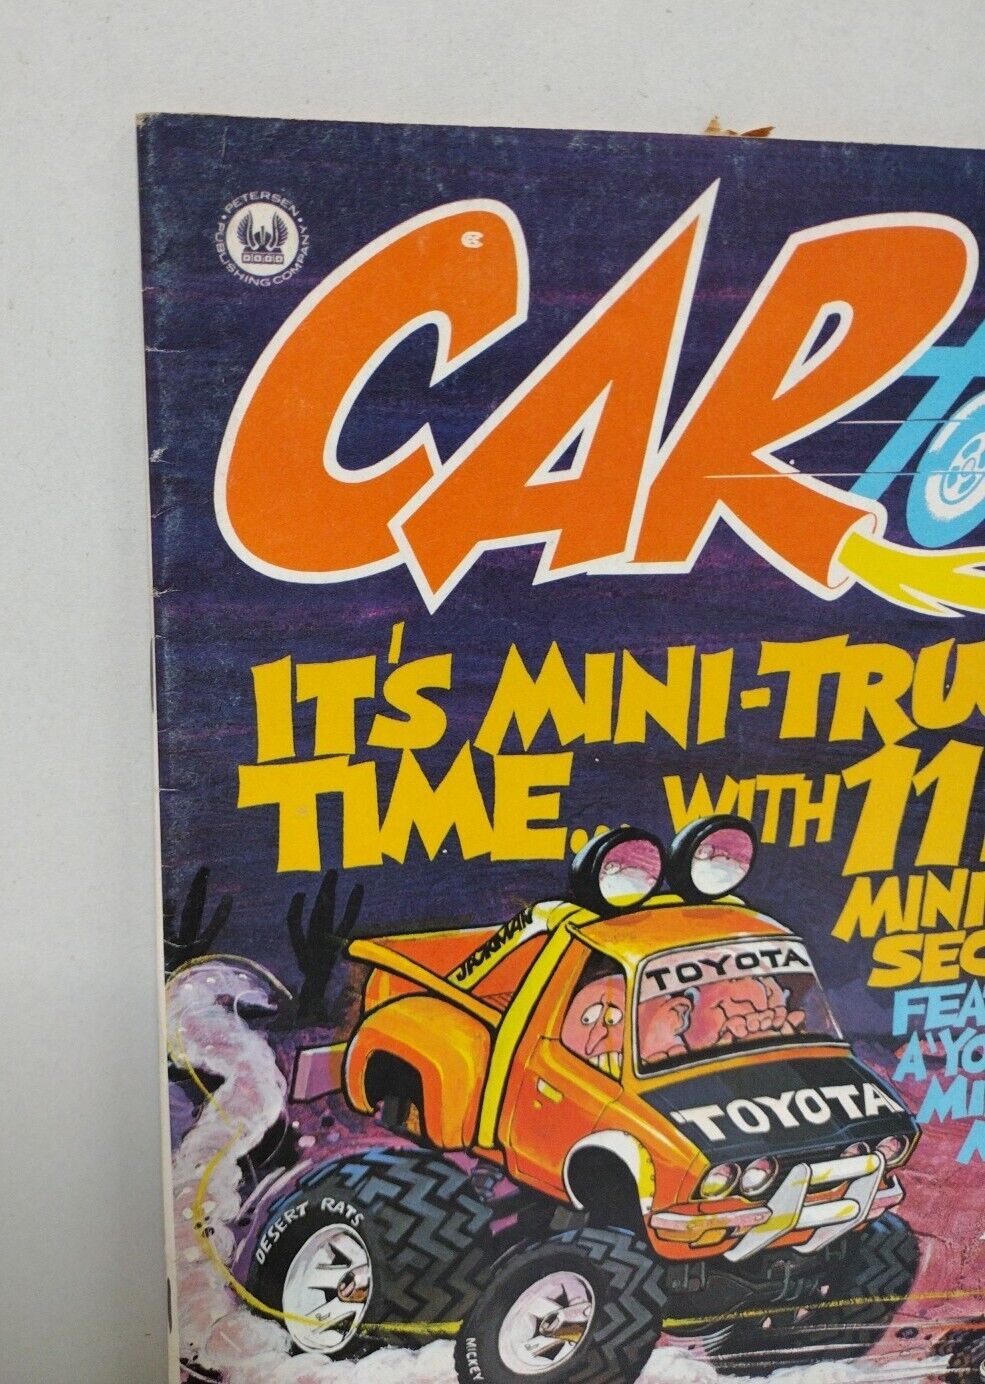 PETERSEN PUBLISHING COMPANY
CARTO
IT'S MINI-TRU
TIME... WITH 11
MINI
SEC
FEA
A "YO
MI
JACKMAN
TOYOTA
TOYOTA
DESERT RATS
MICKEY